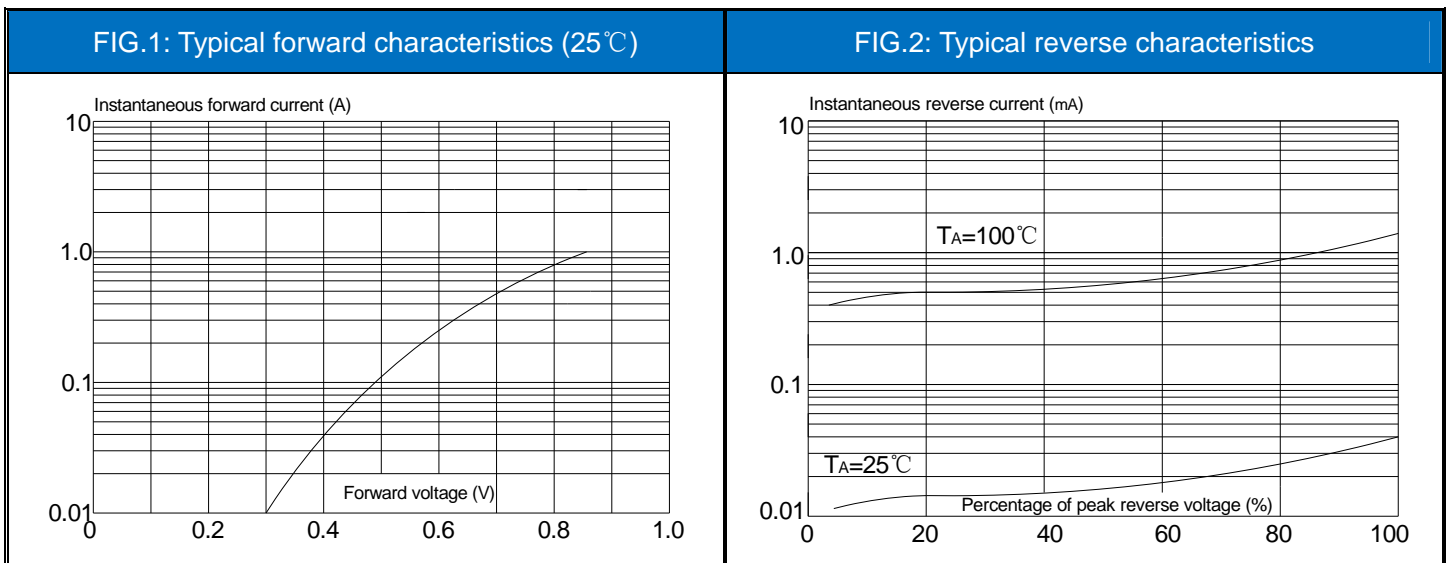 FIG.1: Typical forward characteristics (25℃)
Instantaneous forward current (A)
10
1.0
0.1
0.01
Forward voltage (V)
0 0.2 0.4 0.6 0.8 1.0
FIG.2: Typical reverse characteristics
Instantaneous reverse current (mA)
10
TA=100℃
1.0
0.1
TA=25℃
Percentage of peak reverse voltage (%)
0.01
0 20 40 60 80 100